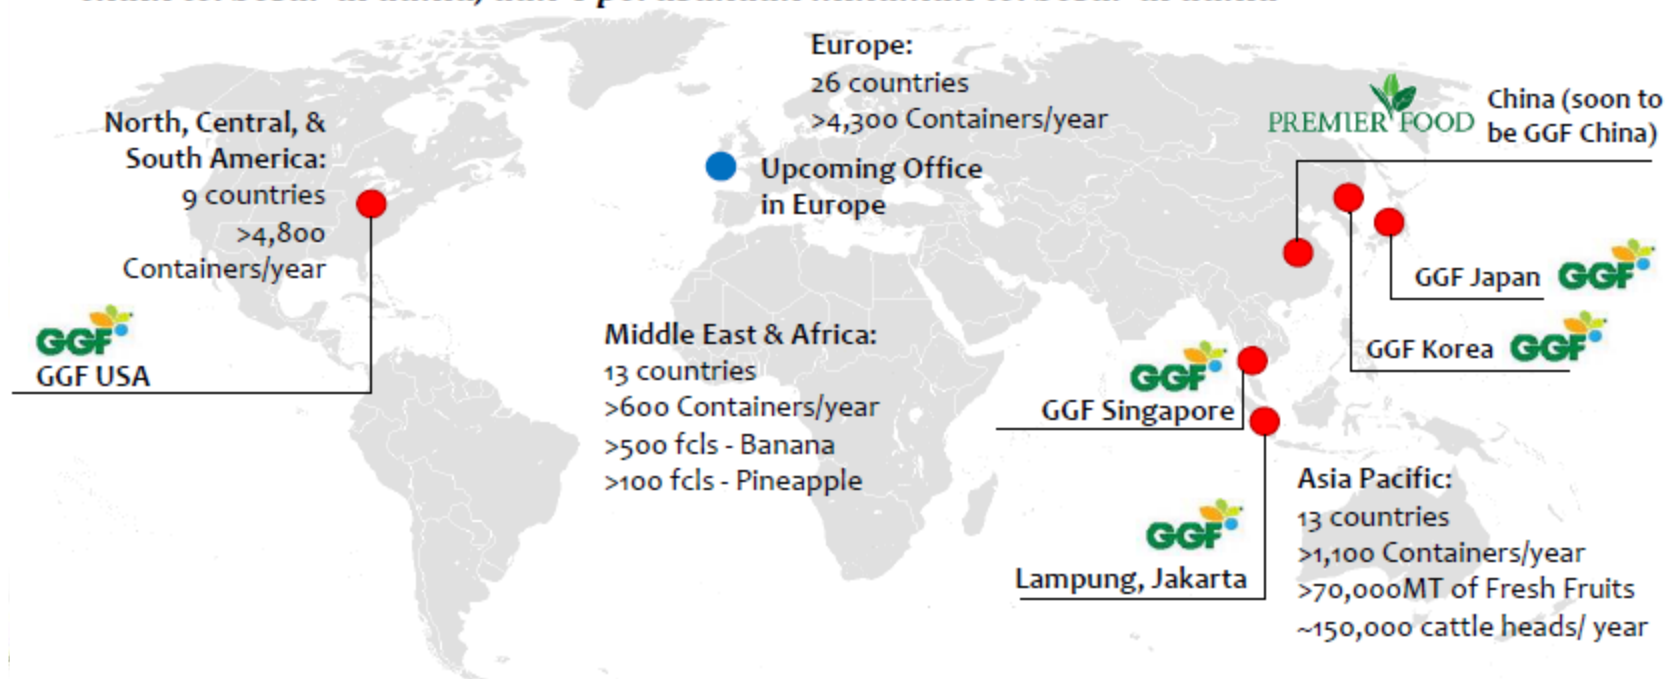 Europe:
26 countries
>4,300 Containers/year
PREMIER FOOD
China (soon to
be GGF China)
North, Central, &
South America:
9 countries
>4,800
Containers/year
Upcoming Office
in Europe
GGF Japan
GGF
GGF
GGF USA
Middle East & Africa:
13 countries
>600 Containers/year
>500 fcls - Banana
>100 fcls - Pineapple
GGF Korea
GGF
GGF
GGF Singapore
GGF
Lampung, Jakarta
Asia Pacific:
13 countries
>1,100 Containers/year
>70,000MT of Fresh Fruits
~150,000 cattle heads/ year